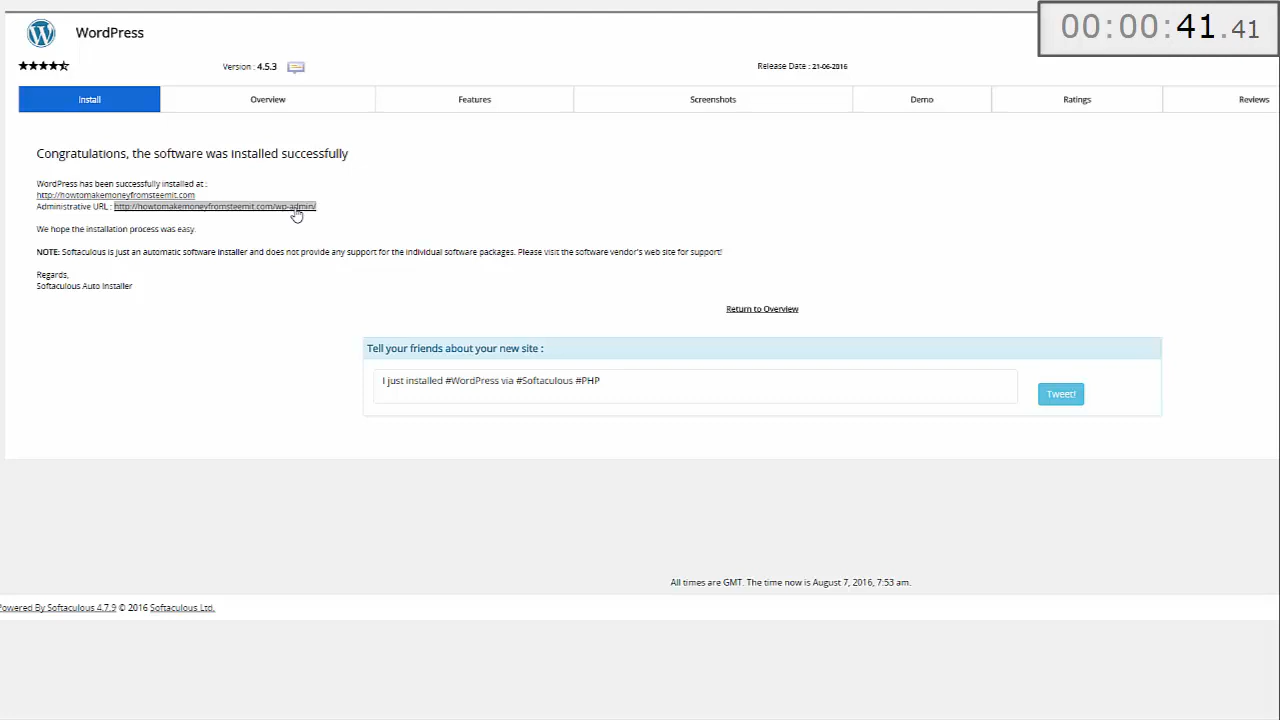 00:00:41.41
WordPress
Version : 4.5.3
Release Date : 21-06-2016
Install
Overview
Features
Screenshots
Demo
Ratings
Reviews
Congratulations, the software was installed successfully
WordPress has been successfully installed at :
http://howtomakemoneyfromsteemit.com
Administrative URL : http://howtomakemoneyfromsteemit.com/wp-admin/
We hope the installation process was easy.
NOTE: Softaculous is just an automatic software installer and does not provide any support for the individual software packages. Please visit the software vendor's web site for support!
Regards,
Softaculous Auto Installer
Return to Overview
Tell your friends about your new site :
I just installed #WordPress via #Softaculous #PHP
Tweet!
All times are GMT. The time now is August 7, 2016, 7:53 am.
Powered By Softaculous 4.7.9 © 2016 Softaculous Ltd.